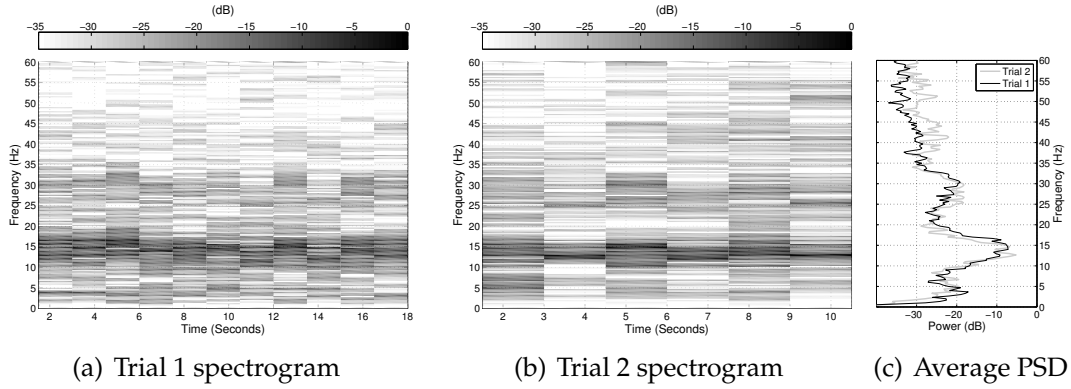 (dB)
−35 −30 −25 −20 −15 −10 −5 0
60
55
50
45
40
35
30
25
20
15
10
5
0
Frequency (Hz)
2 4 6 8 10 12 14 16 18
Time (Seconds)
(a) Trial 1 spectrogram
(dB)
−35 −30 −25 −20 −15 −10 −5 0
60
55
50
45
40
35
30
25
20
15
10
5
0
Frequency (Hz)
2 3 4 5 6 7 8 9 10
Time (Seconds)
(b) Trial 2 spectrogram
Trial 2
Trial 1
60
55
50
45
40
35
30
25
20
15
10
5
0
Frequency (Hz)
−30 −20 −10 0
Power (dB)
(c) Average PSD